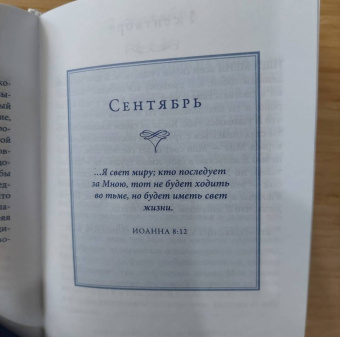 Сентябрь
...Я свет миру; кто последует
за Мною, тот не будет ходить
во тьме, но будет иметь свет
жизни.
ИОАННА 8:12